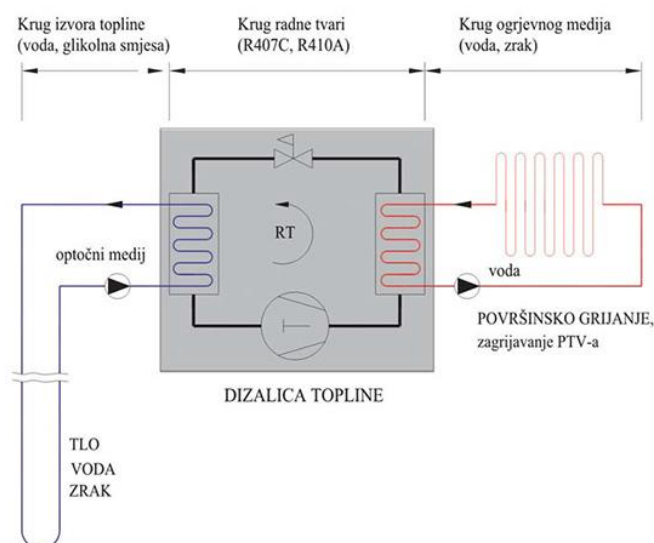 Krug izvora topline
(voda, glikolna smjesa)
Krug radne tvari
(R407C, R410A)
Krug ogrjevnog medija
(voda, zrak)
optočni medij
RT
voda
POVRŠINSKO GRIJANJE,
zagrijavanje PTV-a
DIZALICA TOPLINE
TLO
VODA
ZRAK